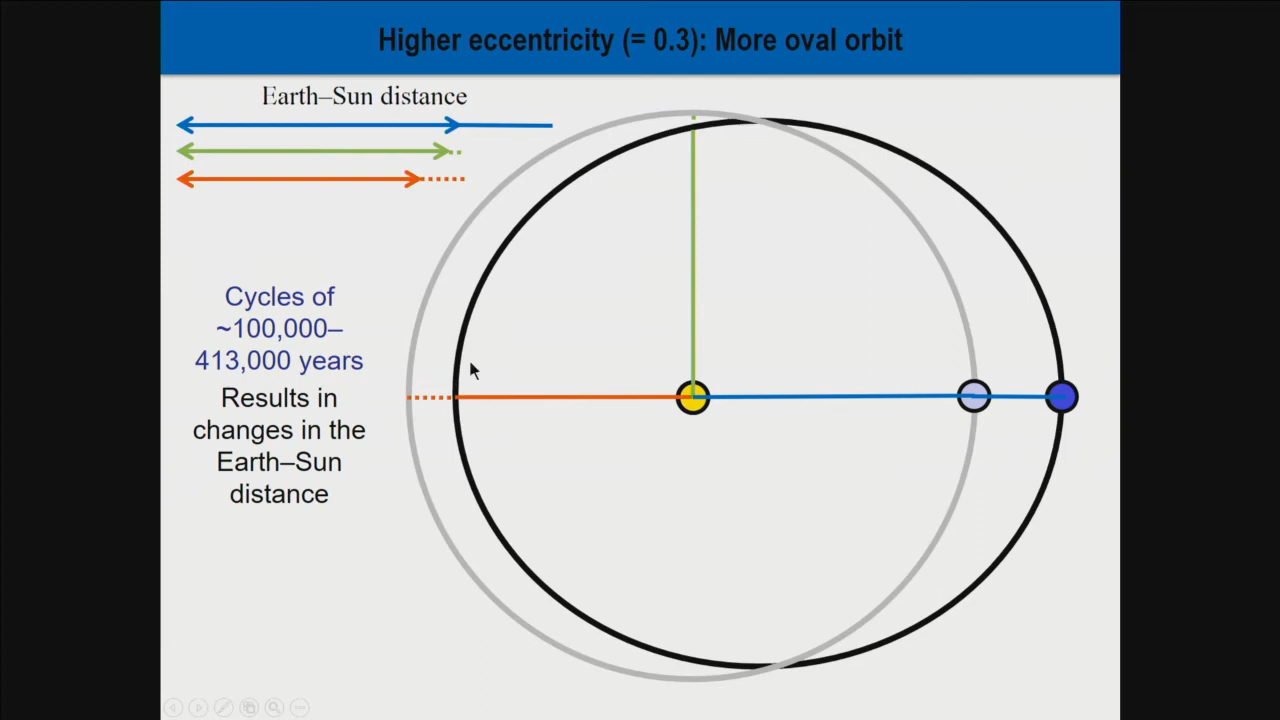 Higher eccentricity (= 0.3): More oval orbit
Earth–Sun distance
Cycles of
~100,000–
413,000 years
Results in
changes in the
Earth–Sun
distance